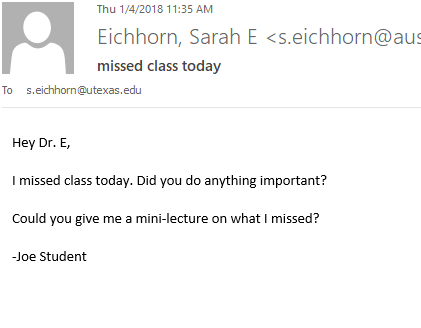 Thu 1/4/2018 11:35 AM
Eichhorn, Sarah E <s.eichhorn@aus
missed class today
To s.eichhorn@utexas.edu
Hey Dr. E,
I missed class today. Did you do anything important?
Could you give me a mini-lecture on what I missed?
-Joe Student